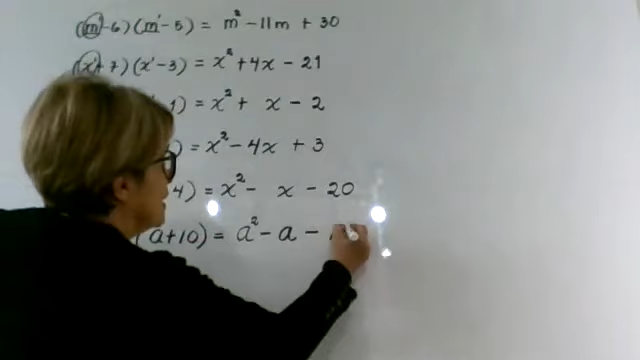 (m'-6)(m'-5) = m² - 11m + 30
(x'+7)(x'-3) = x² + 4x - 21
1) = x² + x - 2
) = x² - 4x + 3
4) = x² - x - 20
(a+10) = a² - a -